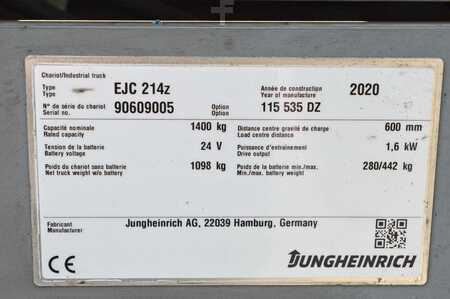 Chariot/Industrial truck
Type EJC 214z Année de construction 2020
Type Year of manufacture
N° de série du chariot 90609005 Option 115 535 DZ
Serial no. Option
Capacité nominale 1400 kg Distance centre gravité de charge 600 mm
Rated capacity Load centre distance
Tension de la batterie 24 V Puissance d'entraînement 1,6 kW
Battery voltage Drive output
Poids du chariot sans batterie 1098 kg Poids de la batterie min./max. 280/442 kg
Net truck weight w/o battery Min./max. battery weight
Fabricant Jungheinrich AG, 22039 Hamburg, Germany
Manufacturer
CE JUNGHEINRICH